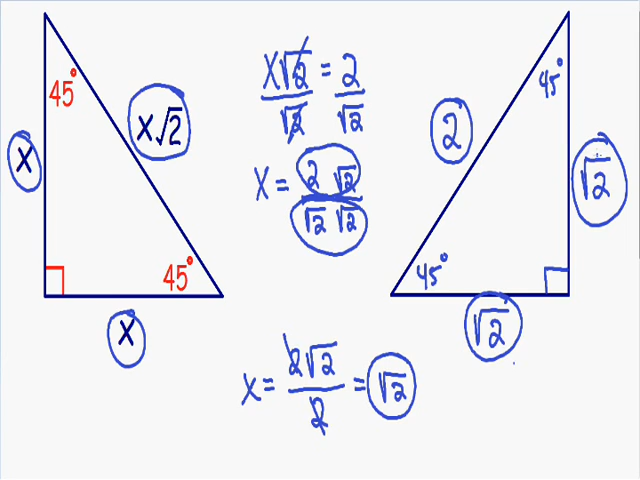 45°
x√2
x
45°
x
x√2 = 2
√2 √2
x = 2 √2
√2 √2
x = 2√2 = √2
2
45°
2
√2
45°
√2